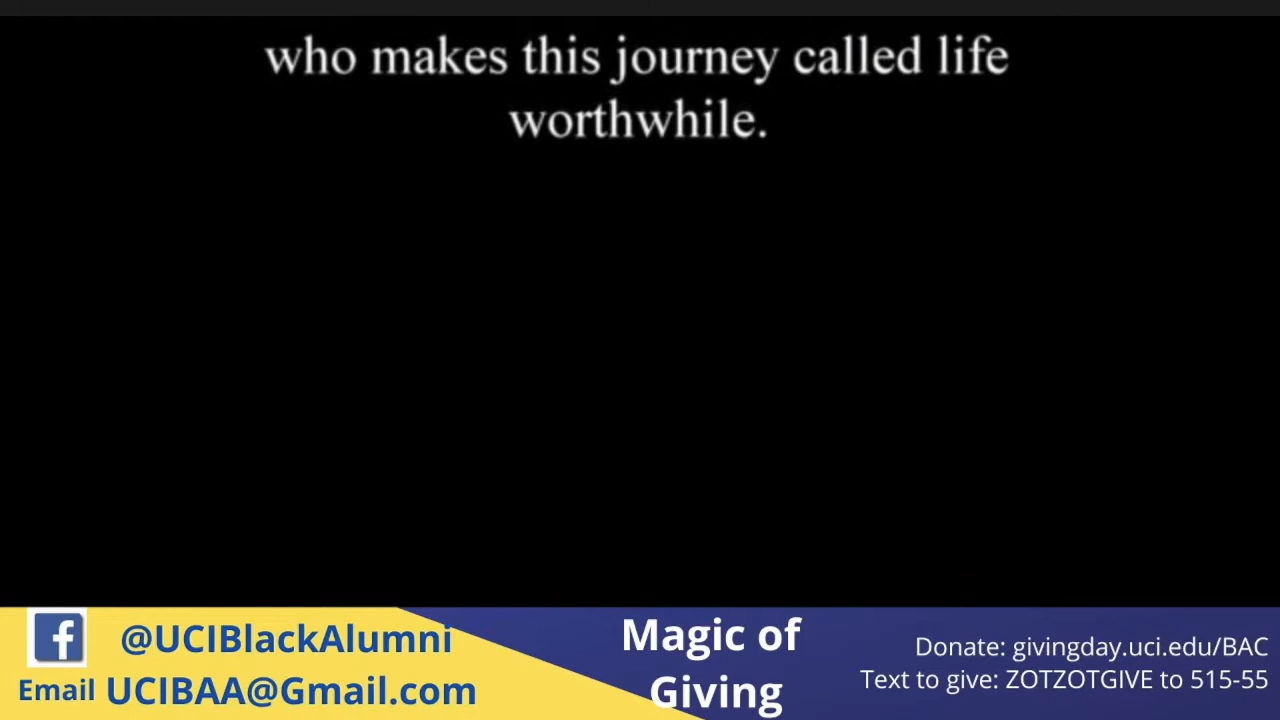 who makes this journey called life
worthwhile.
@UCIBlackAlumni
Email UCIBAA@Gmail.com
Magic of
Giving
Donate: givingday.uci.edu/BAC
Text to give: ZOTZOTGIVE to 515-55